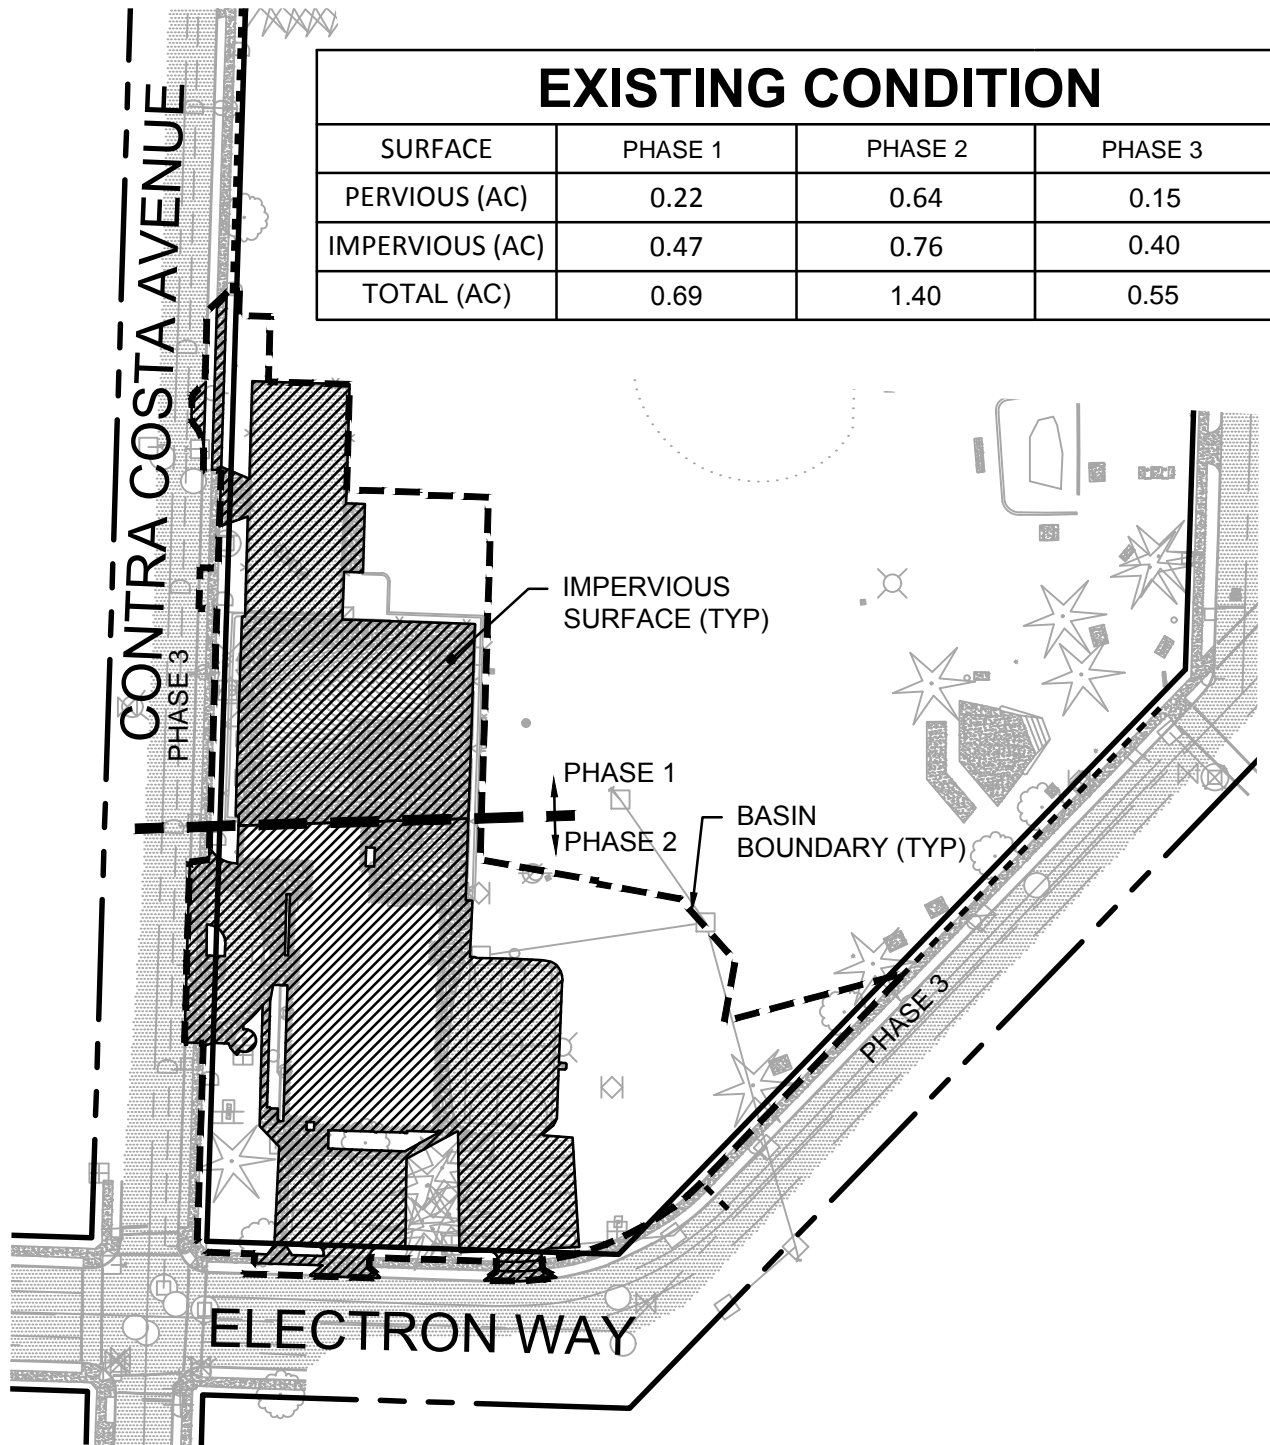 EXISTING CONDITION
SURFACE PHASE 1 PHASE 2 PHASE 3
PERVIOUS (AC) 0.22 0.64 0.15
IMPERVIOUS (AC) 0.47 0.76 0.40
TOTAL (AC) 0.69 1.40 0.55
CONTRA COSTA AVENUE
PHASE 3
IMPERVIOUS
SURFACE (TYP)
PHASE 1
PHASE 2
BASIN
BOUNDARY (TYP)
PHASE 3
ELECTRON WAY